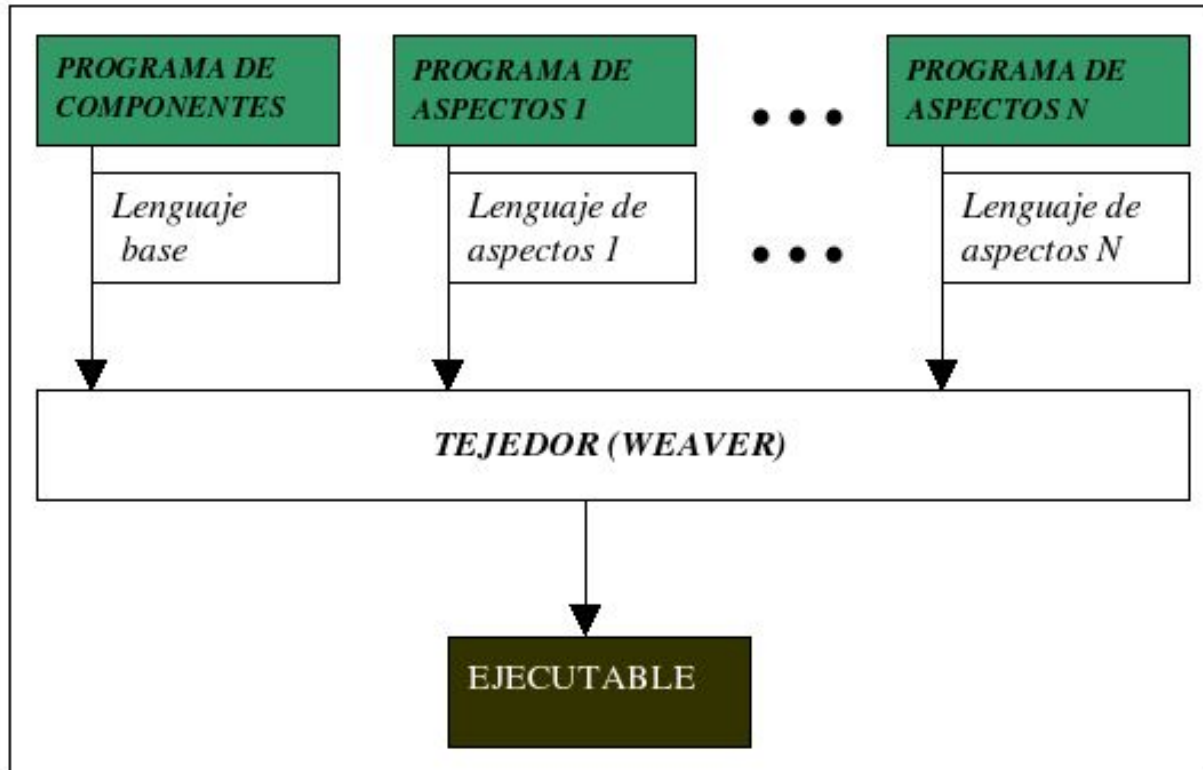 PROGRAMA DE
COMPONENTES
PROGRAMA DE
ASPECTOS 1
PROGRAMA DE
ASPECTOS N
Lenguaje
base
Lenguaje de
aspectos 1
Lenguaje de
aspectos N
TEJEDOR (WEAVER)
EJECUTABLE